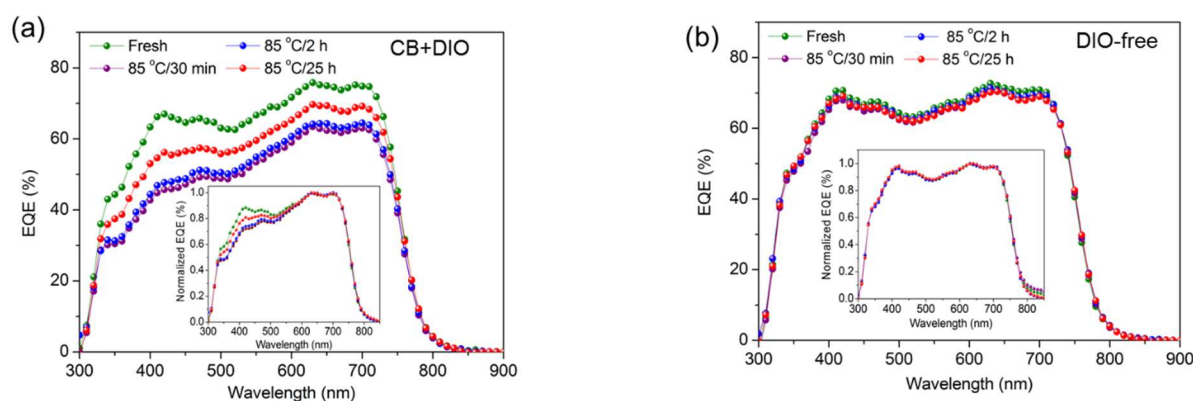 (a)
CB+DIO
Fresh
85 °C/2 h
85 °C/30 min
85 °C/25 h
EQE (%)
80
60
40
20
0
300 400 500 600 700 800 900
Wavelength (nm)
Normalized EQE (%)
1.0
0.8
0.6
0.4
0.2
0.0
300 400 500 600 700 800
Wavelength (nm)
(b)
DIO-free
Fresh
85 °C/2 h
85 °C/30 min
85 °C/25 h
EQE (%)
80
60
40
20
0
300 400 500 600 700 800 900
Wavelength (nm)
Normalized EQE (%)
1.0
0.8
0.6
0.4
0.2
0.0
300 400 500 600 700 800
Wavelength (nm)